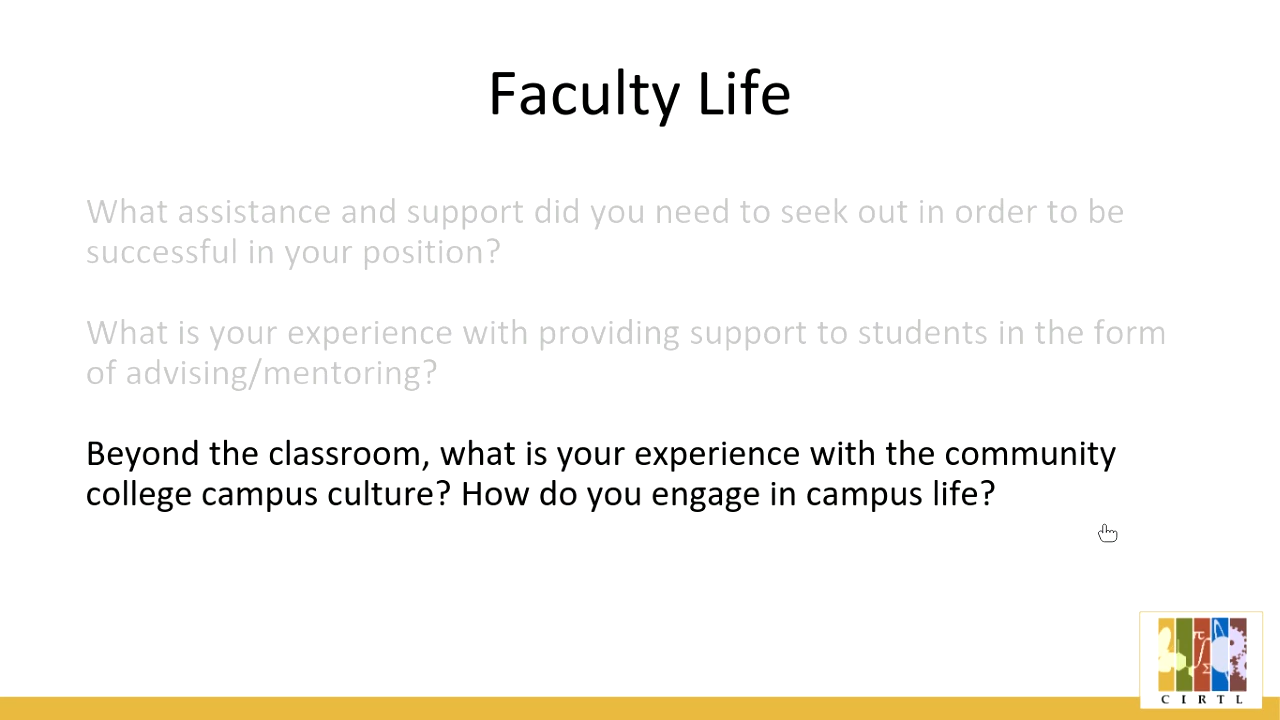 Faculty Life
What assistance and support did you need to seek out in order to be
successful in your position?
What is your experience with providing support to students in the form
of advising/mentoring?
Beyond the classroom, what is your experience with the community
college campus culture? How do you engage in campus life?
π
Σ
CIRTL